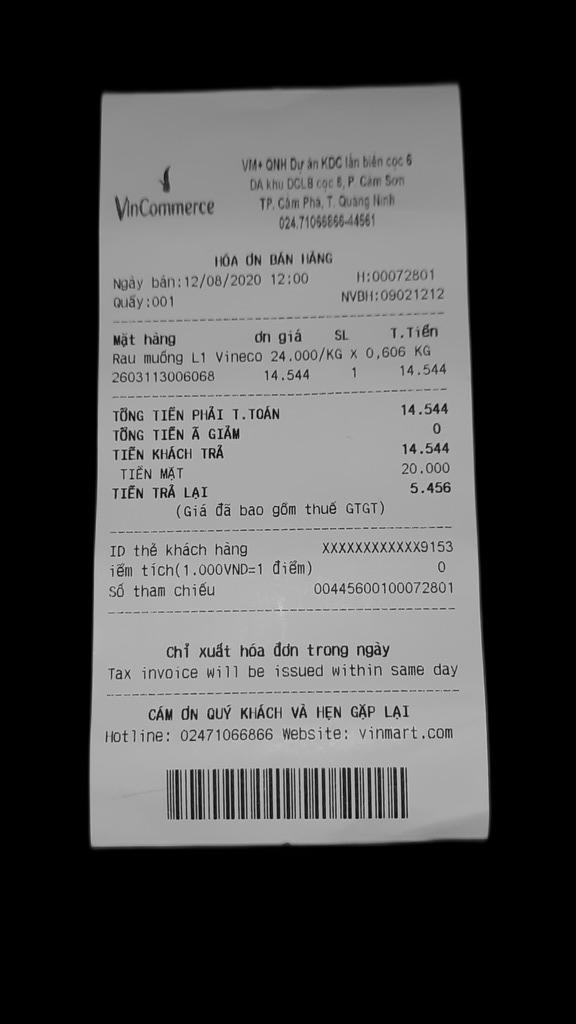 VinCommerce
VM+ QNH Dự án KDC lấn biển cọc 6
DA khu DCLB cọc 6, P. Cẩm Sơn
TP. Cẩm Phả, T. Quảng Ninh
024.71066866-44561
HÓA ƠN BÁN HÀNG
Ngày bán:12/08/2020 12:00 H:00072801
Quầy:001 NVBH:09021212
Mặt hàng ơn giá SL T.Tiền
Rau muống L1 Vineco 24.000/KG X 0,606 KG
2603113006068 14.544 1 14.544
TỔNG TIỀN PHẢI T.TOÁN 14.544
TỔNG TIỀN Ã GIẢM 0
TIỀN KHÁCH TRẢ 14.544
TIỀN MẶT 20.000
TIỀN TRẢ LẠI 5.456
(Giá đã bao gồm thuế GTGT)
ID thẻ khách hàng XXXXXXXXXXXX9153
iểm tích(1.000VND=1 điểm) 0
Số tham chiếu 00445600100072801
Chỉ xuất hóa đơn trong ngày
Tax invoice will be issued within same day
CÁM ƠN QUÝ KHÁCH VÀ HẸN GẶP LẠI
Hotline: 02471066866 Website: vinmart.com